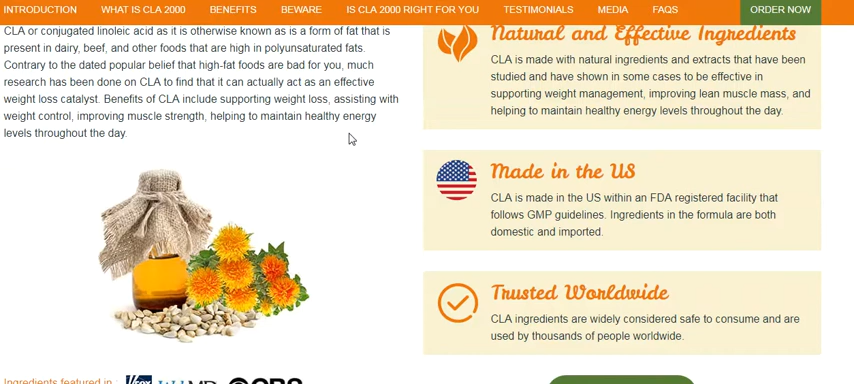 INTRODUCTION WHAT IS CLA 2000 BENEFITS BEWARE IS CLA 2000 RIGHT FOR YOU TESTIMONIALS MEDIA FAQS ORDER NOW
CLA or conjugated linoleic acid as it is otherwise known as is a form of fat that is
present in dairy, beef, and other foods that are high in polyunsaturated fats.
Contrary to the dated popular belief that high-fat foods are bad for you, much
research has been done on CLA to find that it can actually act as an effective
weight loss catalyst. Benefits of CLA include supporting weight loss, assisting with
weight control, improving muscle strength, helping to maintain healthy energy
levels throughout the day.
Natural and Effective Ingredients
CLA is made with natural ingredients and extracts that have been
studied and have shown in some cases to be effective in
supporting weight management, improving lean muscle mass, and
helping to maintain healthy energy levels throughout the day.
Made in the US
CLA is made in the US within an FDA registered facility that
follows GMP guidelines. Ingredients in the formula are both
domestic and imported.
Trusted Worldwide
CLA ingredients are widely considered safe to consume and are
used by thousands of people worldwide.
Ingredients featured in :